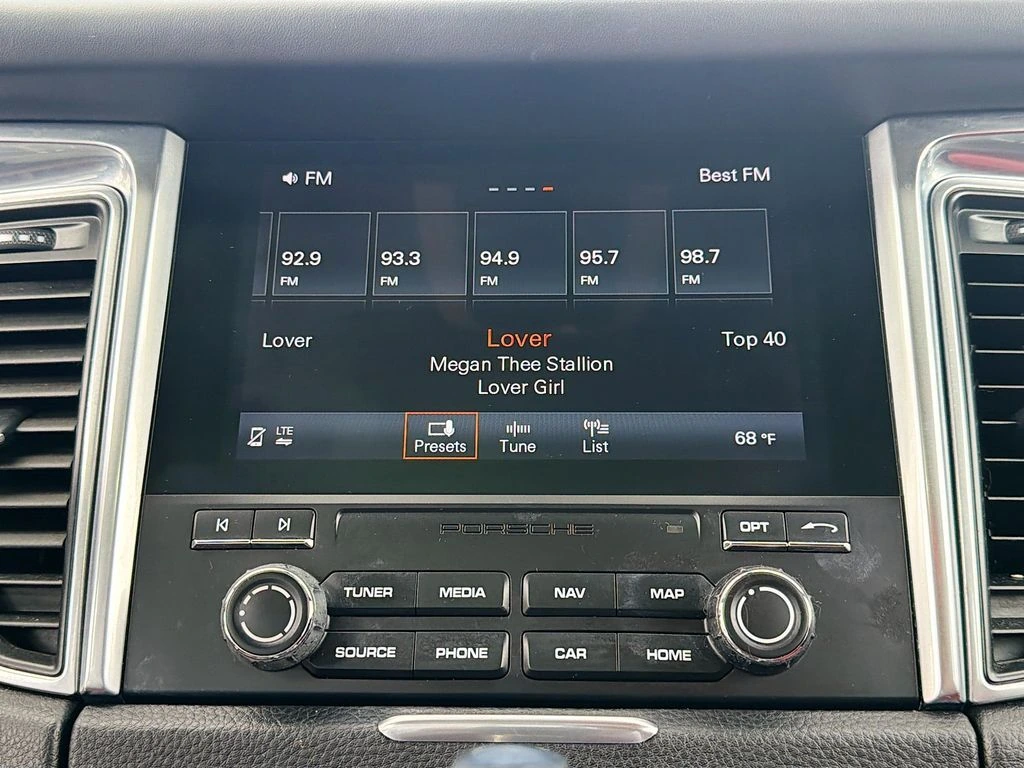 FM
Best FM
92.9
FM
93.3
FM
94.9
FM
95.7
FM
98.7
FM
Lover
Lover
Top 40
Megan Thee Stallion
Lover Girl
LTE
Presets
Tune
List
68 °F
PORSCHE
OPT
TUNER
MEDIA
NAV
MAP
SOURCE
PHONE
CAR
HOME